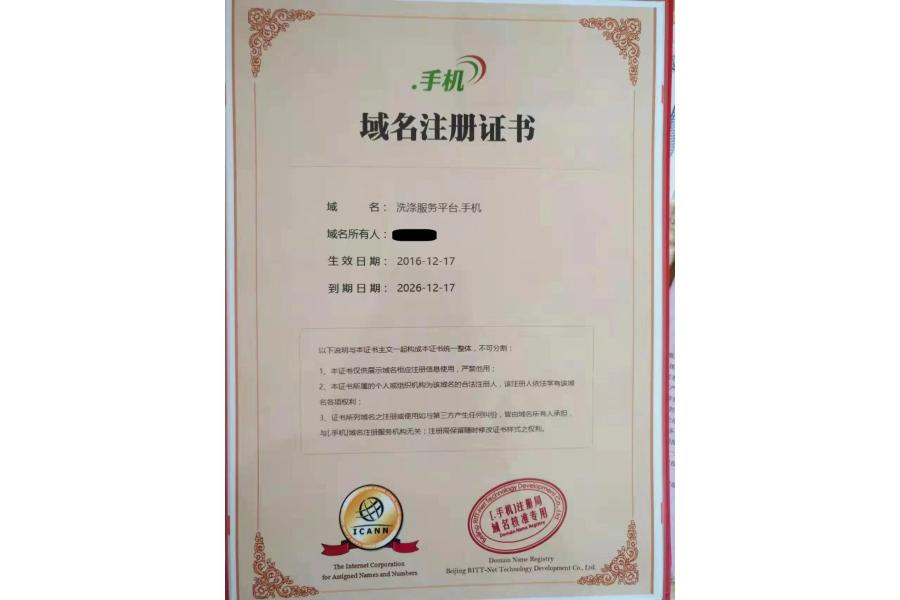 .手机
域名注册证书
域 名： 洗涤服务平台.手机
域名所有人：
生效日期： 2016-12-17
到期日期： 2026-12-17
以下说明与本证书主文一起构成本证书统一整体，不可分割：
1、本证书仅供展示域名相应注册信息使用，严禁他用；
2、本证书所属的个人或组织机构为该域名的合法注册人，该注册人依法享有该域
名各项权利；
3、证书所列域名之注册或使用如与第三方产生任何纠纷，皆由域名所有人承担，
与[.手机]域名注册服务机构无关；注册局保留随时修改证书样式之权利。
ICANN
The Internet Corporation
for Assigned Names and Numbers
Beijing RITT-Net Technology Development Co., Ltd.
[.手机]注册局
域名核准专用
Domain Name Registry
Domain Name Registry
Beijing RITT-Net Technology Development Co., Ltd.